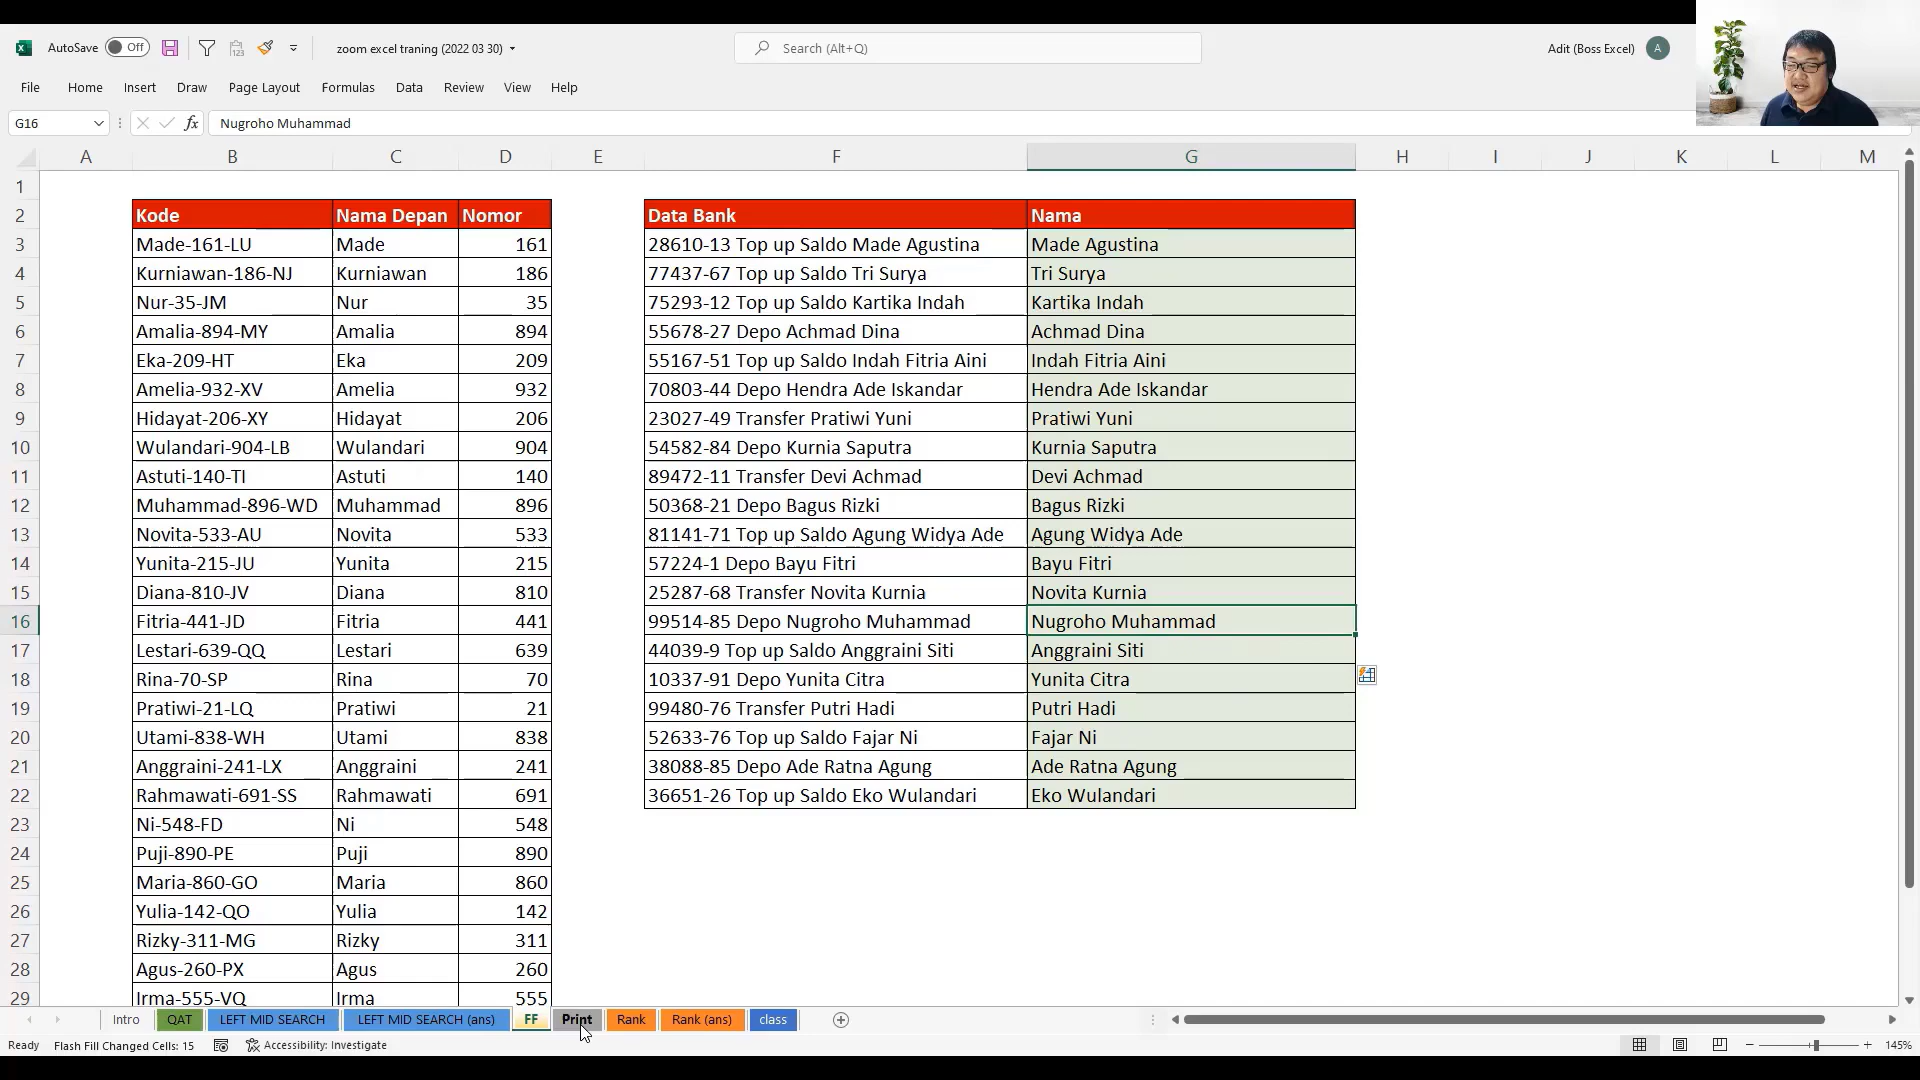 AutoSave Off zoom excel traning (2022 03 30) Search (Alt+Q) Adit (Boss Excel) A
File Home Insert Draw Page Layout Formulas Data Review View Help
G16 fx Nugroho Muhammad
A B C D E F G H I J K L M
1
2 Kode Nama Depan Nomor Data Bank Nama
3 Made-161-LU Made 161 28610-13 Top up Saldo Made Agustina Made Agustina
4 Kurniawan-186-NJ Kurniawan 186 77437-67 Top up Saldo Tri Surya Tri Surya
5 Nur-35-JM Nur 35 75293-12 Top up Saldo Kartika Indah Kartika Indah
6 Amalia-894-MY Amalia 894 55678-27 Depo Achmad Dina Achmad Dina
7 Eka-209-HT Eka 209 55167-51 Top up Saldo Indah Fitria Aini Indah Fitria Aini
8 Amelia-932-XV Amelia 932 70803-44 Depo Hendra Ade Iskandar Hendra Ade Iskandar
9 Hidayat-206-XY Hidayat 206 23027-49 Transfer Pratiwi Yuni Pratiwi Yuni
10 Wulandari-904-LB Wulandari 904 54582-84 Depo Kurnia Saputra Kurnia Saputra
11 Astuti-140-TI Astuti 140 89472-11 Transfer Devi Achmad Devi Achmad
12 Muhammad-896-WD Muhammad 896 50368-21 Depo Bagus Rizki Bagus Rizki
13 Novita-533-AU Novita 533 81141-71 Top up Saldo Agung Widya Ade Agung Widya Ade
14 Yunita-215-JU Yunita 215 57224-1 Depo Bayu Fitri Bayu Fitri
15 Diana-810-JV Diana 810 25287-68 Transfer Novita Kurnia Novita Kurnia
16 Fitria-441-JD Fitria 441 99514-85 Depo Nugroho Muhammad Nugroho Muhammad
17 Lestari-639-QQ Lestari 639 44039-9 Top up Saldo Anggraini Siti Anggraini Siti
18 Rina-70-SP Rina 70 10337-91 Depo Yunita Citra Yunita Citra
19 Pratiwi-21-LQ Pratiwi 21 99480-76 Transfer Putri Hadi Putri Hadi
20 Utami-838-WH Utami 838 52633-76 Top up Saldo Fajar Ni Fajar Ni
21 Anggraini-241-LX Anggraini 241 38088-85 Depo Ade Ratna Agung Ade Ratna Agung
22 Rahmawati-691-SS Rahmawati 691 36651-26 Top up Saldo Eko Wulandari Eko Wulandari
23 Ni-548-FD Ni 548
24 Puji-890-PE Puji 890
25 Maria-860-GO Maria 860
26 Yulia-142-QO Yulia 142
27 Rizky-311-MG Rizky 311
28 Agus-260-PX Agus 260
29 Irma-555-VQ Irma 555
Intro QAT LEFT MID SEARCH LEFT MID SEARCH (ans) FF Print Rank Rank (ans) class
Ready Flash Fill Changed Cells: 15 Accessibility: Investigate 145%